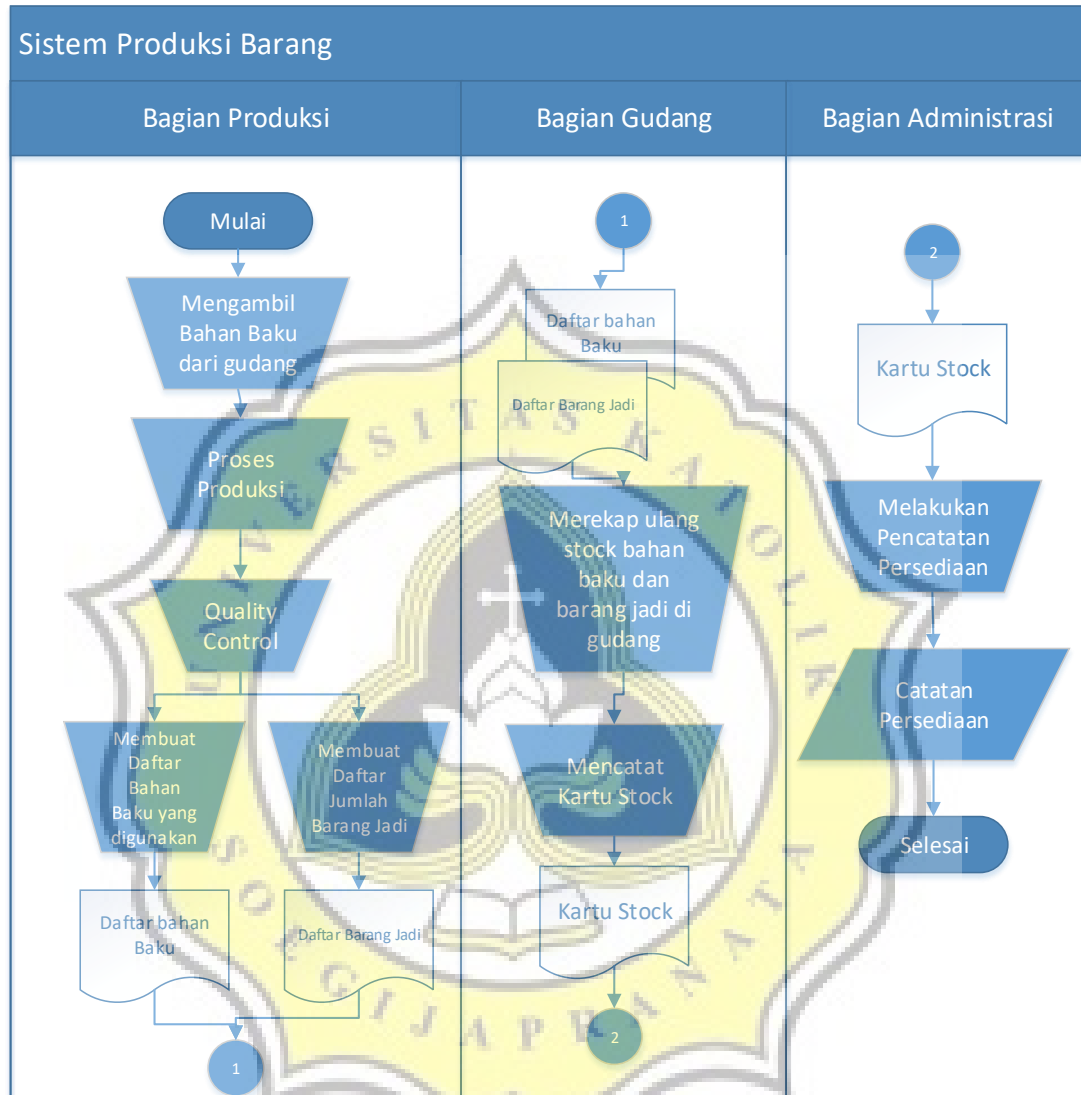 Sistem Produksi Barang
Bagian Produksi
Bagian Gudang
Bagian Administrasi
Mulai
Mengambil
Bahan Baku
dari gudang
Proses
Produksi
Quality
Control
Membuat
Daftar
Bahan
Baku yang
digunakan
Membuat
Daftar
Jumlah
Barang Jadi
Daftar bahan
Baku
Daftar Barang Jadi
1
1
Daftar bahan
Baku
Daftar Barang Jadi
Merekap ulang
stock bahan
baku dan
barang jadi di
gudang
Mencatat
Kartu Stock
Kartu Stock
2
2
Kartu Stock
Melakukan
Pencatatan
Persediaan
Catatan
Persediaan
Selesai
UNIVERSITAS KATOLIK
SOEGIJAPRANATA